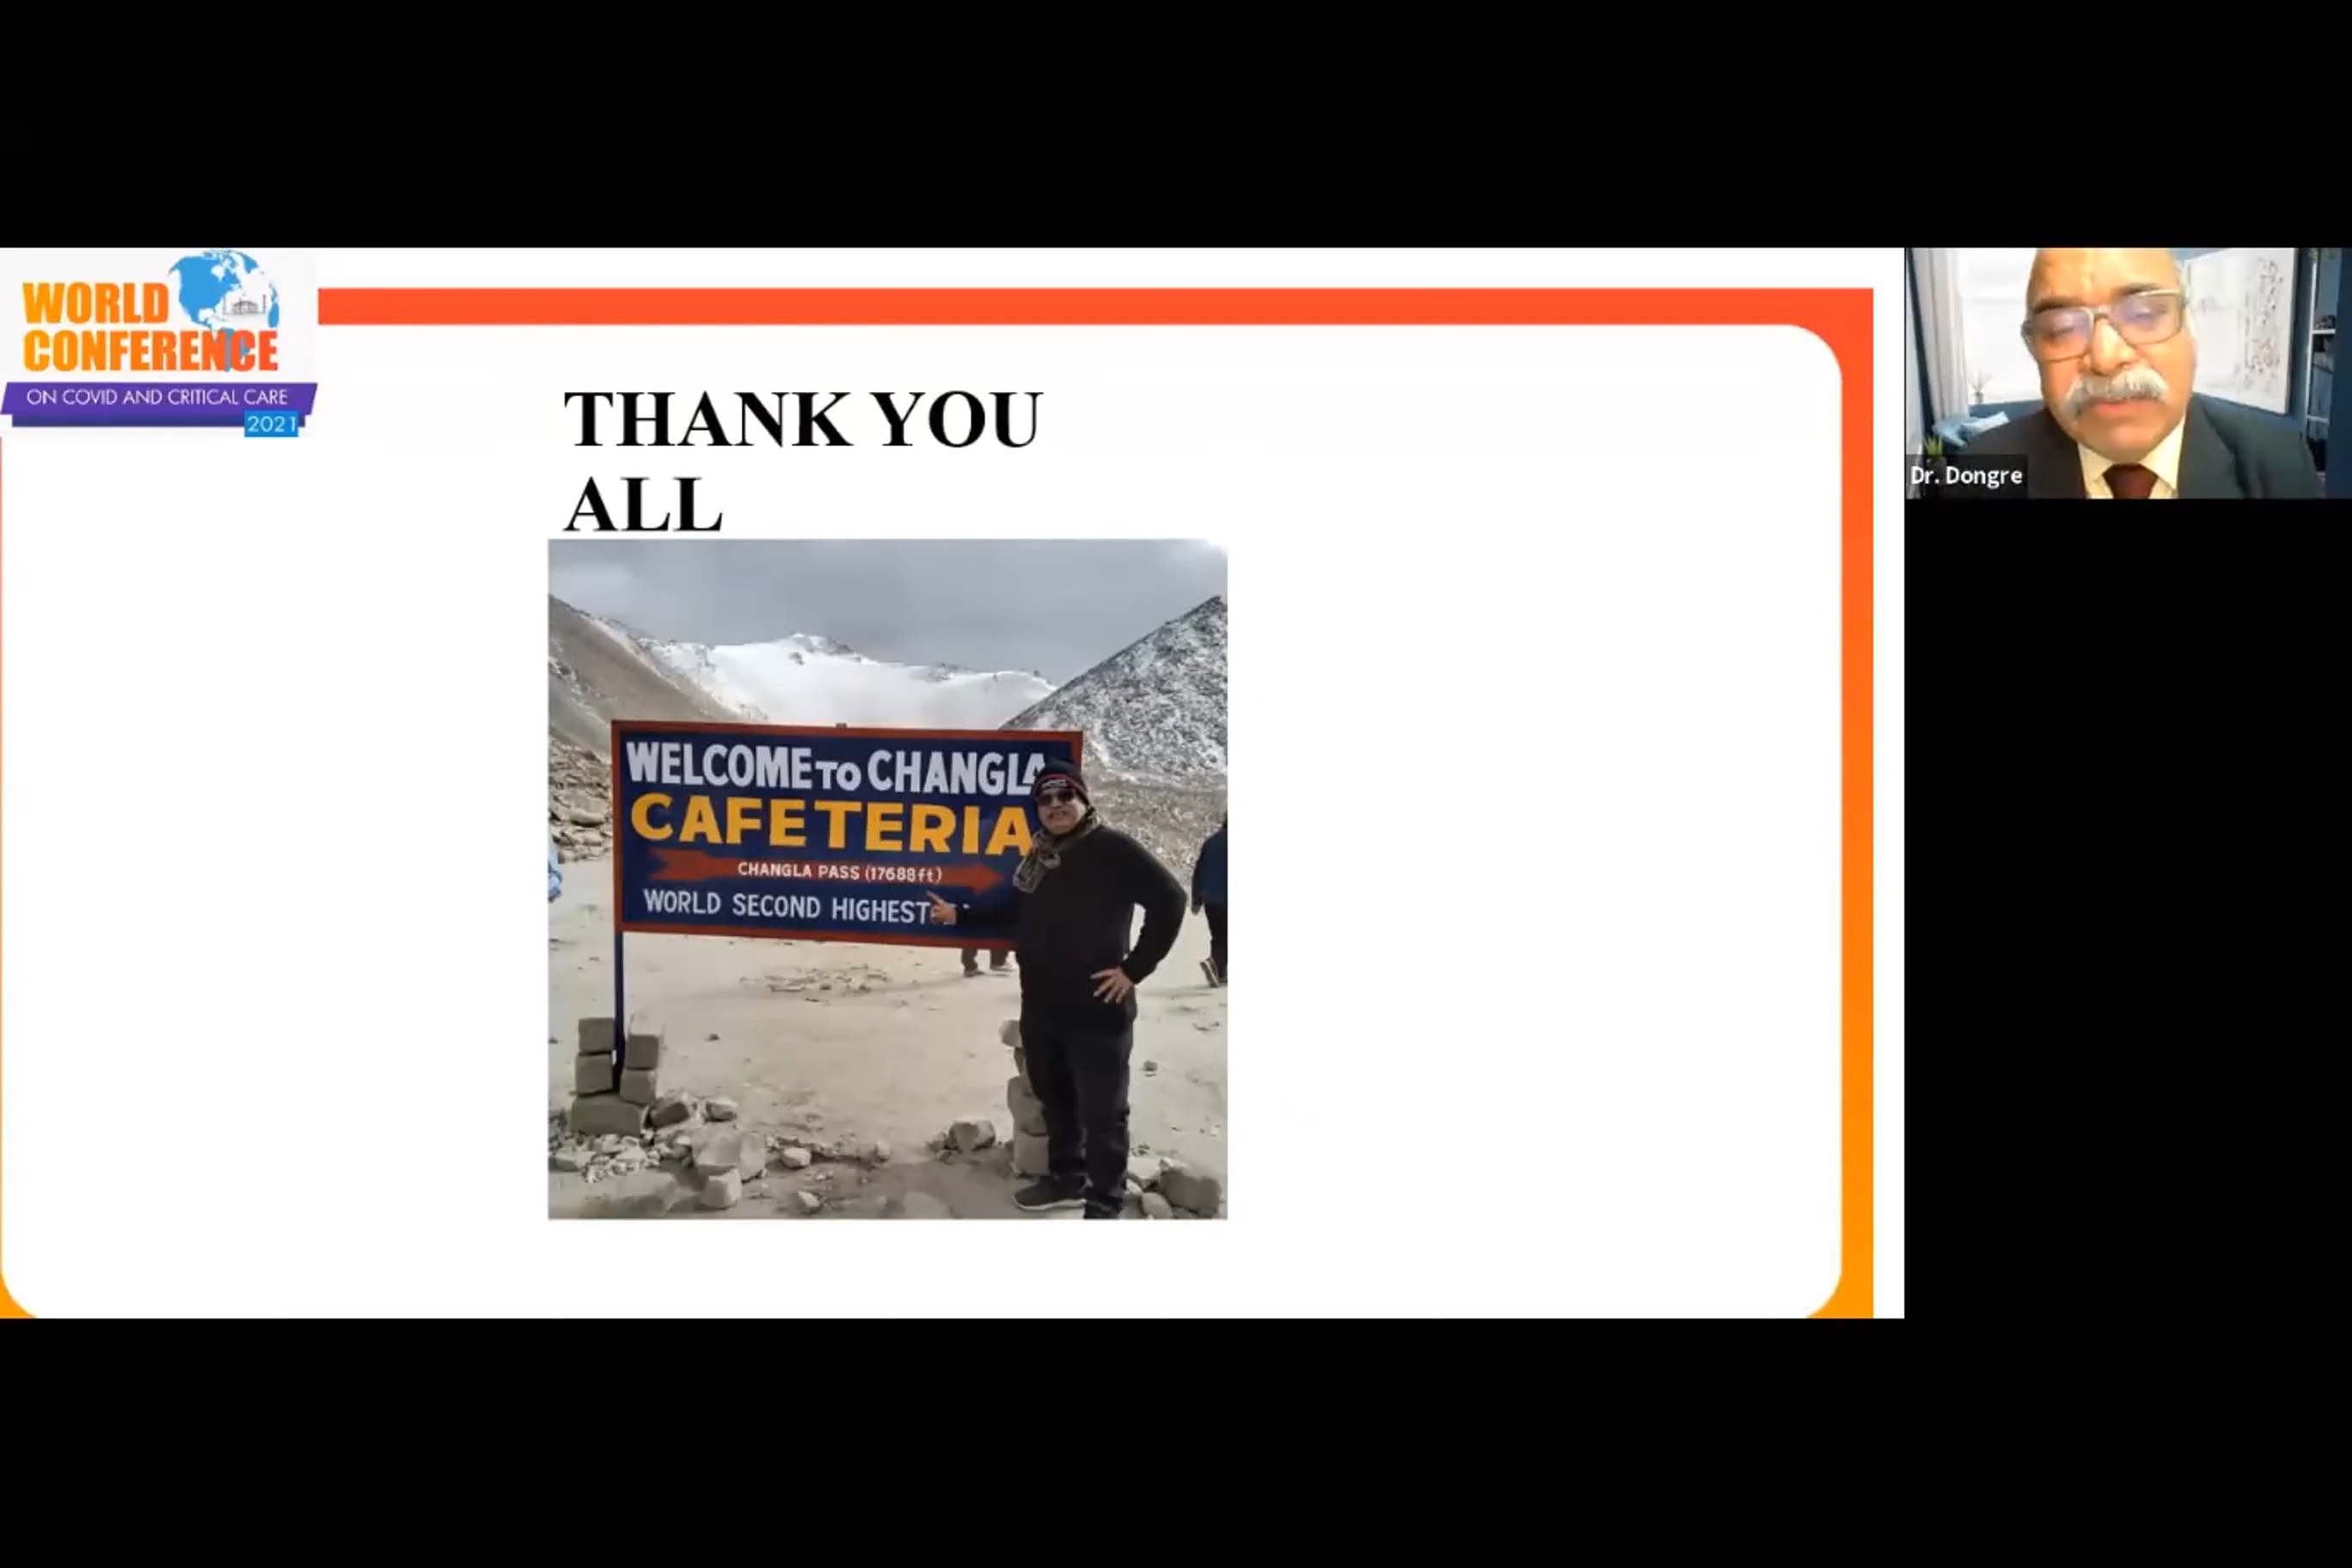 WORLD
CONFERENCE
ON COVID AND CRITICAL CARE
2021
THANK YOU
ALL
WELCOME TO CHANGLA
CAFETERIA
CHANGLA PASS (17688ft)
WORLD SECOND HIGHEST
Dr. Dongre